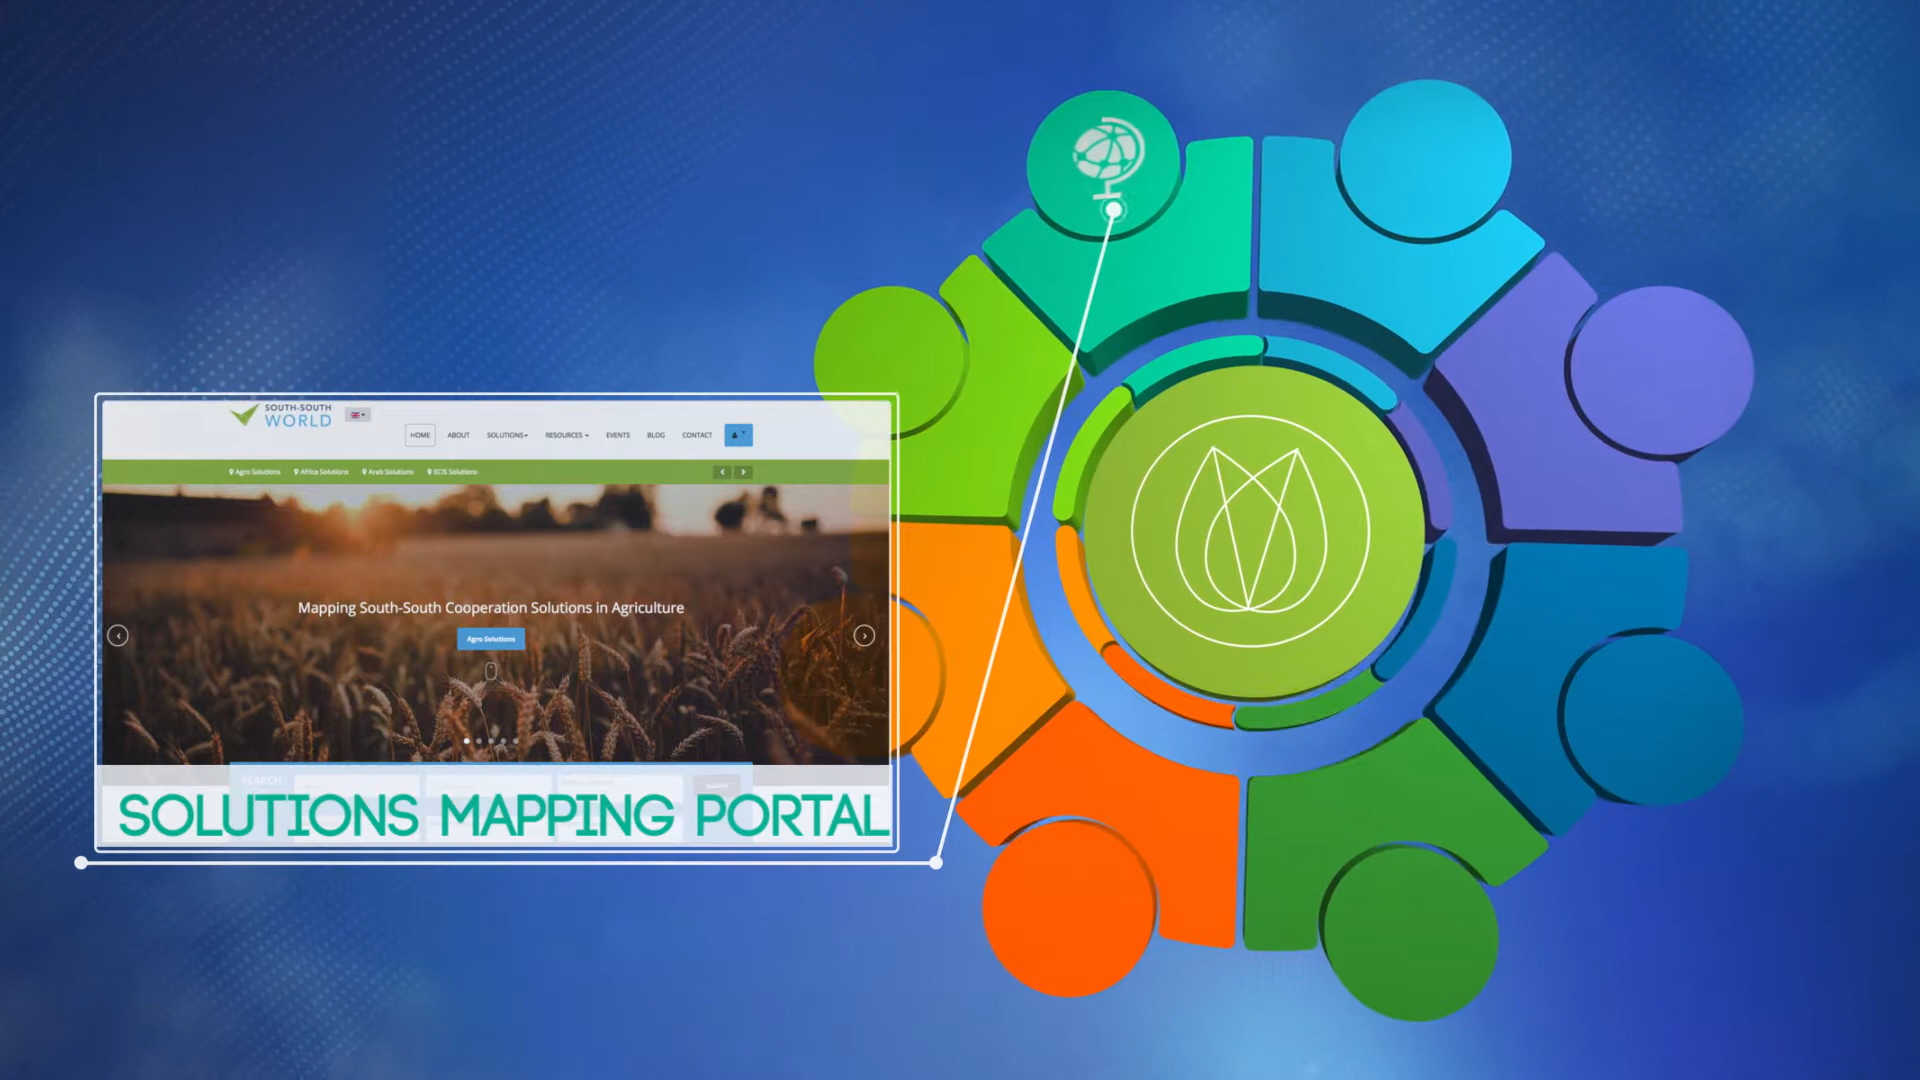 SOUTH-SOUTH
WORLD
HOME ABOUT SOLUTIONS RESOURCES EVENTS BLOG CONTACT
Agro Solutions Africa Solutions Arab Solutions ECIS Solutions
Mapping South-South Cooperation Solutions in Agriculture
Agro Solutions
SEARCH
SOLUTIONS MAPPING PORTAL